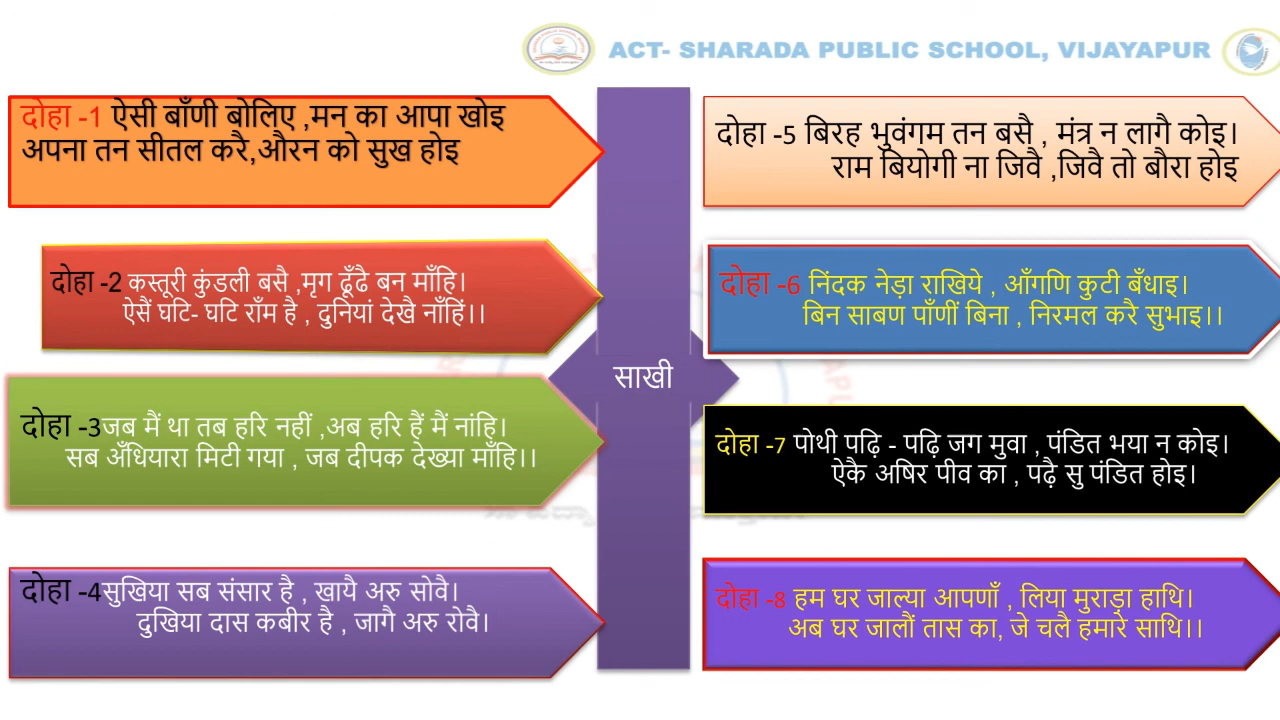 ACT- SHARADA PUBLIC SCHOOL, VIJAYAPUR
दोहा -1 ऐसी बाँणी बोलिए ,मन का आपा खोइ
अपना तन सीतल करै,औरन को सुख होइ
दोहा -2 कस्तूरी कुंडली बसै ,मृग ढूँढै बन माँहि।
ऐसैं घटि- घटि राँम है , दुनियां देखै नाँहिं।।
दोहा -3जब मैं था तब हरि नहीं ,अब हरि हैं मैं नांहि।
सब अँधियारा मिटी गया , जब दीपक देख्या माँहि।।
दोहा -4सुखिया सब संसार है , खायै अरु सोवै।
दुखिया दास कबीर है , जागै अरु रोवै।
साखी
दोहा -5 बिरह भुवंगम तन बसै , मंत्र न लागै कोइ।
राम बियोगी ना जिवै ,जिवै तो बौरा होइ
दोहा -6 निंदक नेड़ा राखिये , आँगणि कुटी बँधाइ।
बिन साबण पाँणीं बिना , निरमल करै सुभाइ।।
दोहा -7 पोथी पढ़ि - पढ़ि जग मुवा , पंडित भया न कोइ।
ऐकै अषिर पीव का , पढ़ै सु पंडित होइ।
दोहा -8 हम घर जाल्या आपणाँ , लिया मुराड़ा हाथि।
अब घर जालौं तास का, जे चलै हमारे साथि।।